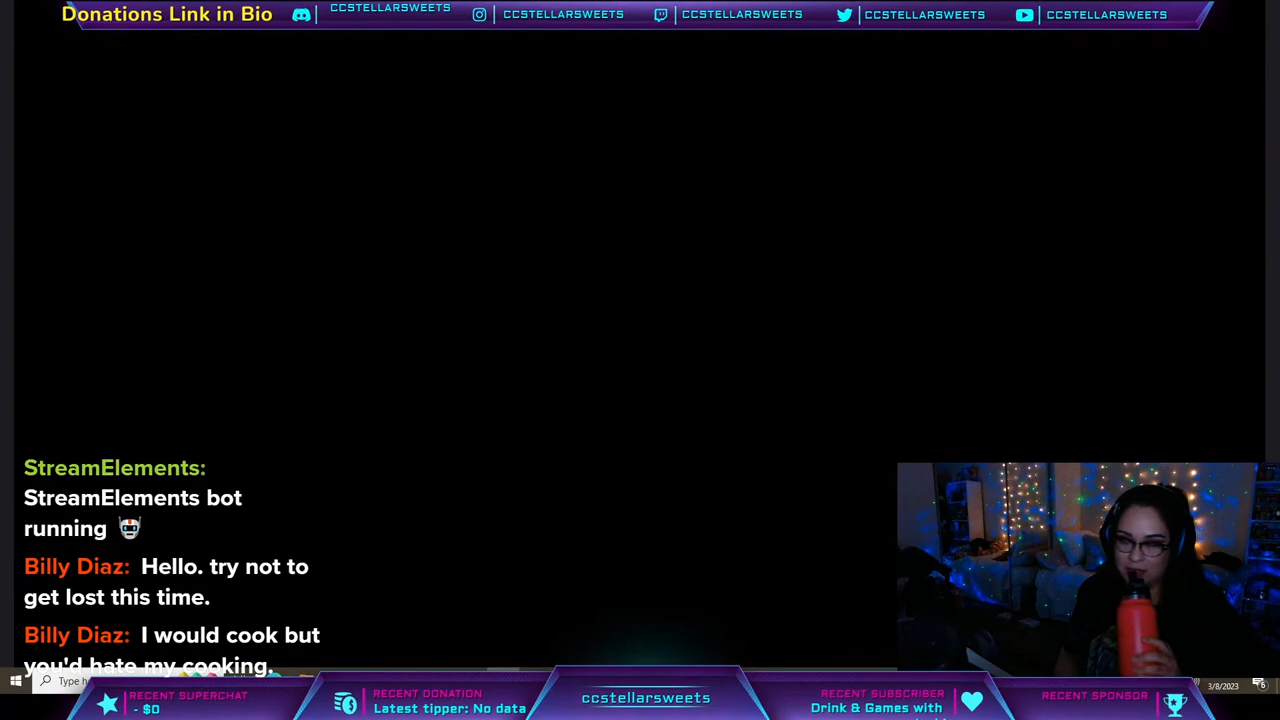 Donations Link in Bio
CCSTELLARSWEETS
CCSTELLARSWEETS
CCSTELLARSWEETS
CCSTELLARSWEETS
CCSTELLARSWEETS
StreamElements:
StreamElements bot
running
Billy Diaz: Hello. try not to
get lost this time.
Billy Diaz: I would cook but
you'd hate my cooking.
Type
3/8/2023
6
RECENT SUPERCHAT
- $0
RECENT DONATION
Latest tipper: No data
ccstellarsweets
RECENT SUBSCRIBER
Drink & Games with
RECENT SPONSOR